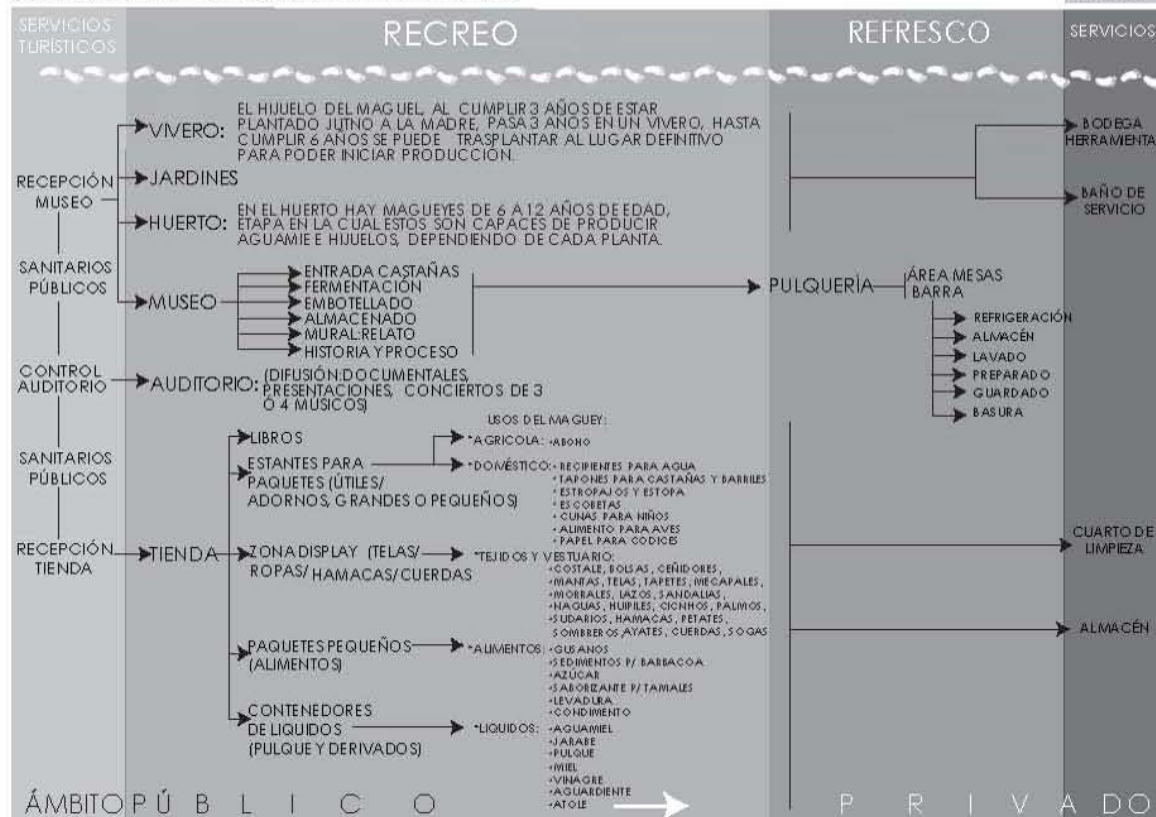 SERVICIOS
TURÍSTICOS
RECREO
REFRESCO
SERVICIOS
RECEPCIÓN
MUSEO
SANITARIOS
PÚBLICOS
CONTROL
AUDITORIO
SANITARIOS
PÚBLICOS
RECEPCIÓN
TIENDA
VIVERO:
EL HIJUELO DEL MAGUEL, AL CUMPLIR 3 AÑOS DE ESTAR
PLANTADO JUTNO A LA MADRE, PASA 3 AÑOS EN UN VIVERO, HASTA
CUMPLIR 6 AÑOS SE PUEDE TRASPLANTAR AL LUGAR DEFINITIVO
PARA PODER INICIAR PRODUCCIÓN.
JARDINES
HUERTO:
EN EL HUERTO HAY MAGUEYES DE 6 A 12 AÑOS DE EDAD,
ETAPA EN LA CUAL ESTOS SON CAPACES DE PRODUCIR
AGUAMIE E HIJUELOS, DEPENDIENDO DE CADA PLANTA.
MUSEO
ENTRADA CASTAÑAS
FERMENTACIÓN
EMBOTELLADO
ALMACENADO
MURAL:RELATO
HISTORIA Y PROCESO
AUDITORIO:
(DIFUSIÓN:DOCUMENTALES,
PRESENTACIONES, CONCIERTOS DE 3
Ó 4 MUSICOS)
TIENDA
LIBROS
ESTANTES PARA
PAQUETES (ÚTILES/
ADORNOS, GRANDES O PEQUEÑOS)
ZONA DISPLAY (TELAS/
ROPAS/ HAMACAS/ CUERDAS
PAQUETES PEQUEÑOS
(ALIMENTOS)
CONTENEDORES
DE LIQUIDOS
(PULQUE Y DERIVADOS)
USOS DEL MAGUEY:
*AGRICOLA: •ABONO
*DOMÉSTICO: • RECIPIENTES PARA AGUA
• TAPONES PARA CASTAÑAS Y BARRILES
• ESTROPAJOS Y ESTOPA
• ESCOBETAS
• CUNAS PARA NIÑOS
• ALIMENTO PARA AVES
• PAPEL PARA CODICES
*TEJIDOS Y VESTUARIO:
•COSTALE, BOLSAS, CEÑIDORES,
•MANTAS, TELAS, TAPETES, MECAPALES,
•MORRALES, LAZOS, SANDALIAS,
•NAGUAS, HUIPILES, CICNHOS, PALMOS,
•SUDARIOS, HAMACAS, PETATES,
SOMBREROS ,AYATES, CUERDAS, SOGAS
*ALIMENTOS: •GUSANOS
•SEDIMENTOS P/ BARBACOA
•AZÚCAR
•SABORIZANTE P/ TAMALES
•LEVADURA
•CONDIMENTO
*LIQUIDOS: •AGUAMIEL
•JARABE
•PULQUE
•MIEL
•VINAGRE
•AGUARDIENTE
•ATOLE
PULQUERÌA
ÁREA MESAS
BARRA
REFRIGERACIÓN
ALMACÉN
LAVADO
PREPARADO
GUARDADO
BASURA
BODEGA
HERRAMIENTA
BAÑO DE
SERVICIO
CUARTO DE
LIMPIEZA
ALMACÉN
ÁMBITO PÚBLICO
PRIVADO